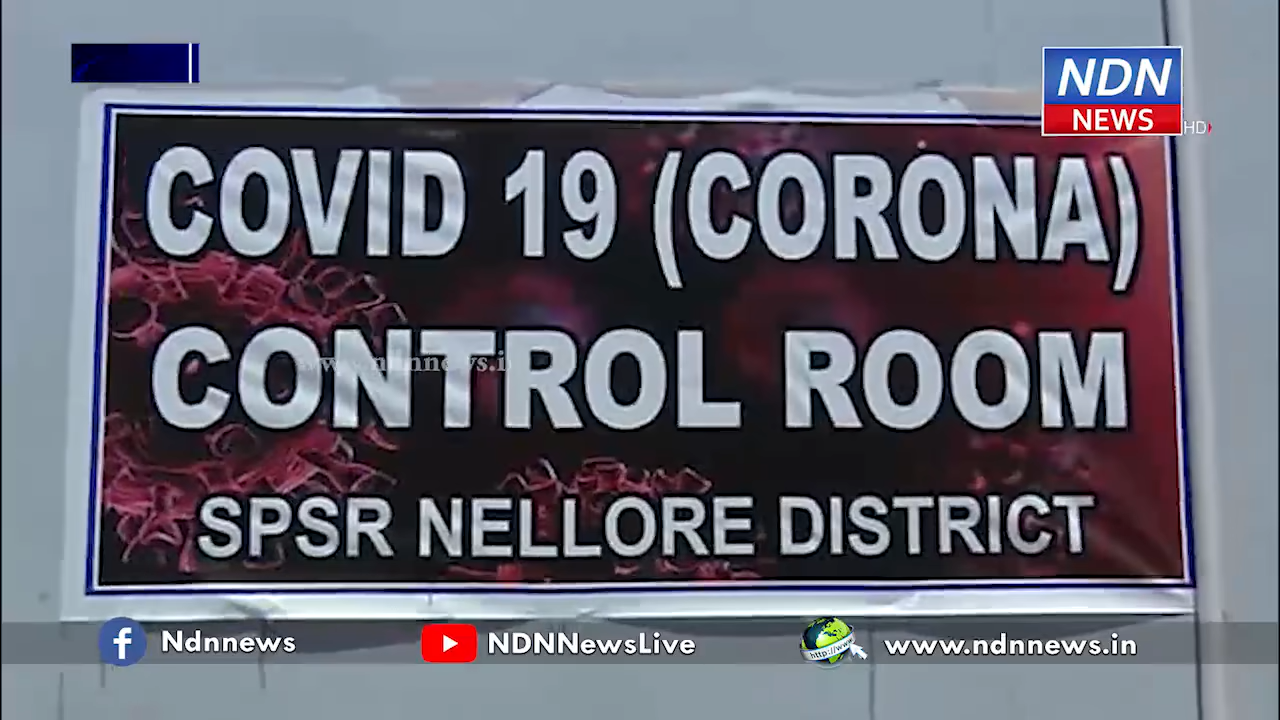 NDN
NEWS
HD
COVID 19 (CORONA)
CONTROL ROOM
www.ndnnews.i
SPSR NELLORE DISTRICT
Ndnnews
NDNNewsLive
http://www
www.ndnnews.in